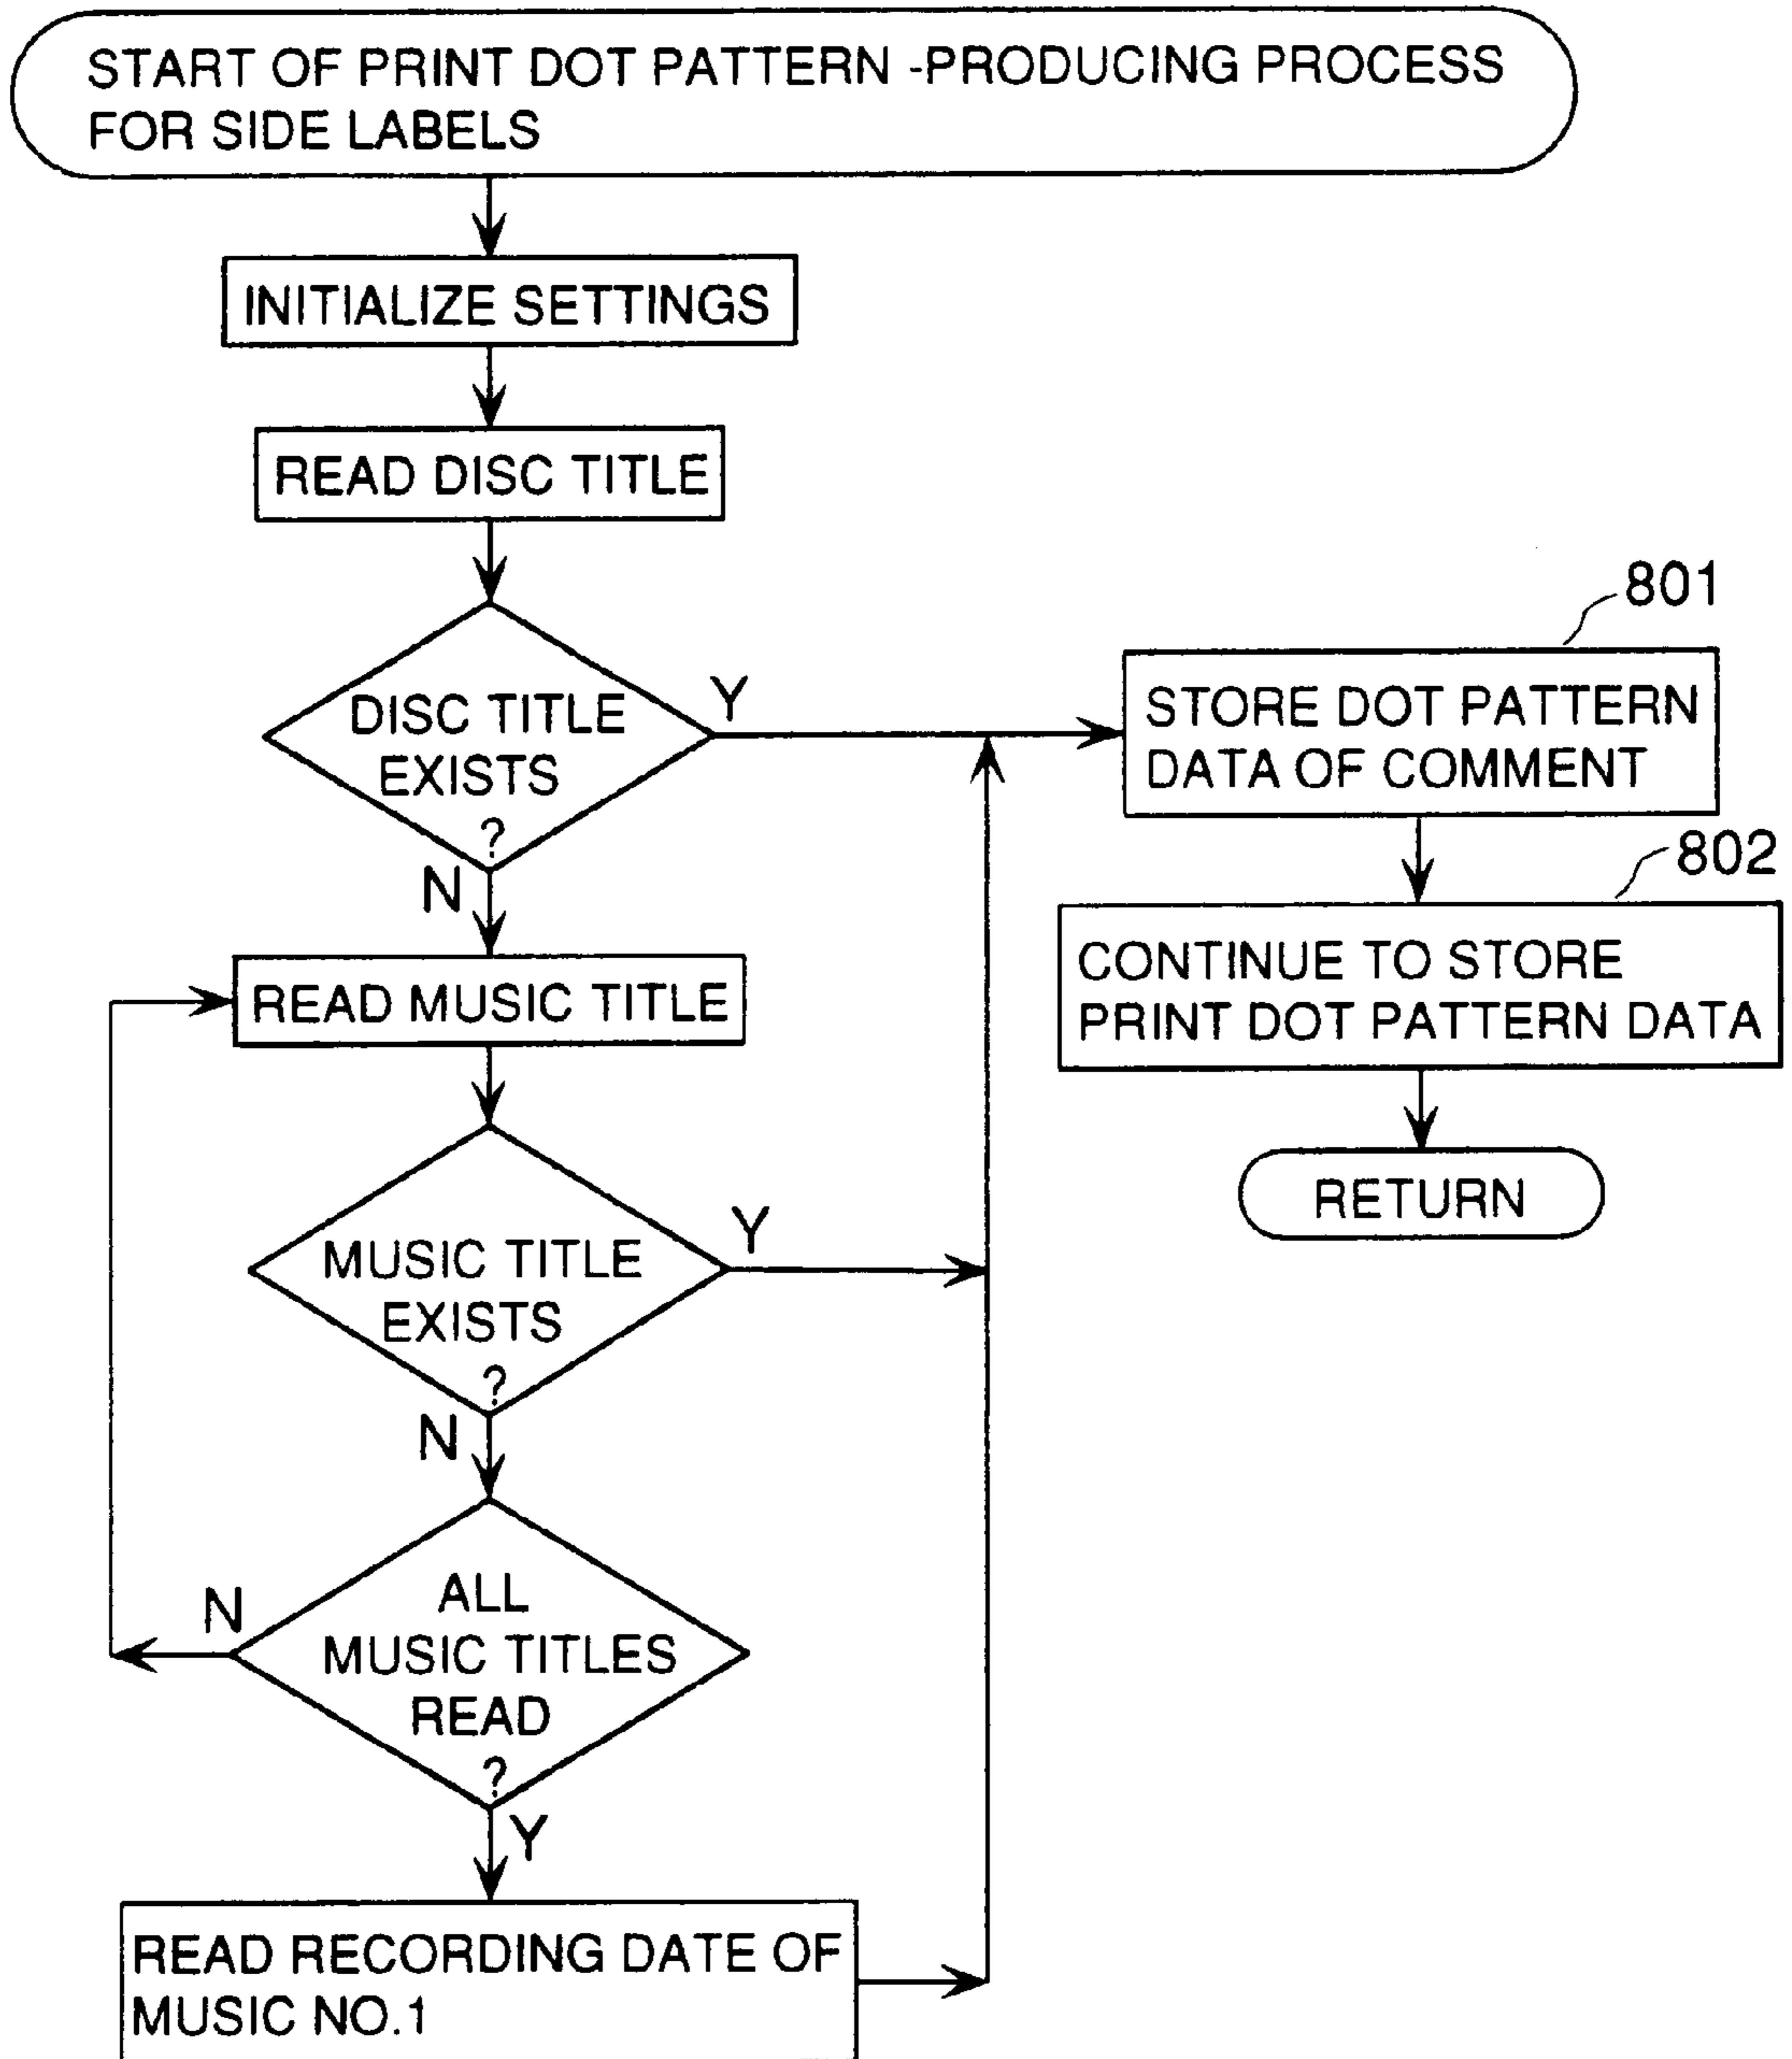 START OF PRINT DOT PATTERN -PRODUCING PROCESS
FOR SIDE LABELS
INITIALIZE SETTINGS
READ DISC TITLE
DISC TITLE
EXISTS
?
Y
N
801
STORE DOT PATTERN
DATA OF COMMENT
802
CONTINUE TO STORE
PRINT DOT PATTERN DATA
RETURN
READ MUSIC TITLE
MUSIC TITLE
EXISTS
?
Y
N
ALL
MUSIC TITLES
READ
?
N
Y
READ RECORDING DATE OF
MUSIC NO.1